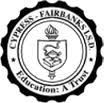 CYPRESS - FAIRBANKS I.S.D.
Education: A Trust